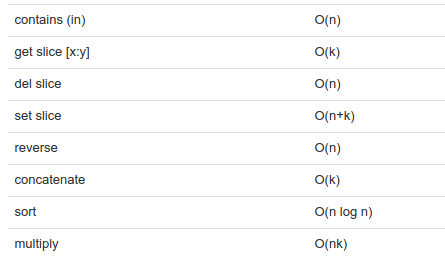 contains (in) O(n)
get slice [x:y] O(k)
del slice O(n)
set slice O(n+k)
reverse O(n)
concatenate O(k)
sort O(n log n)
multiply O(nk)